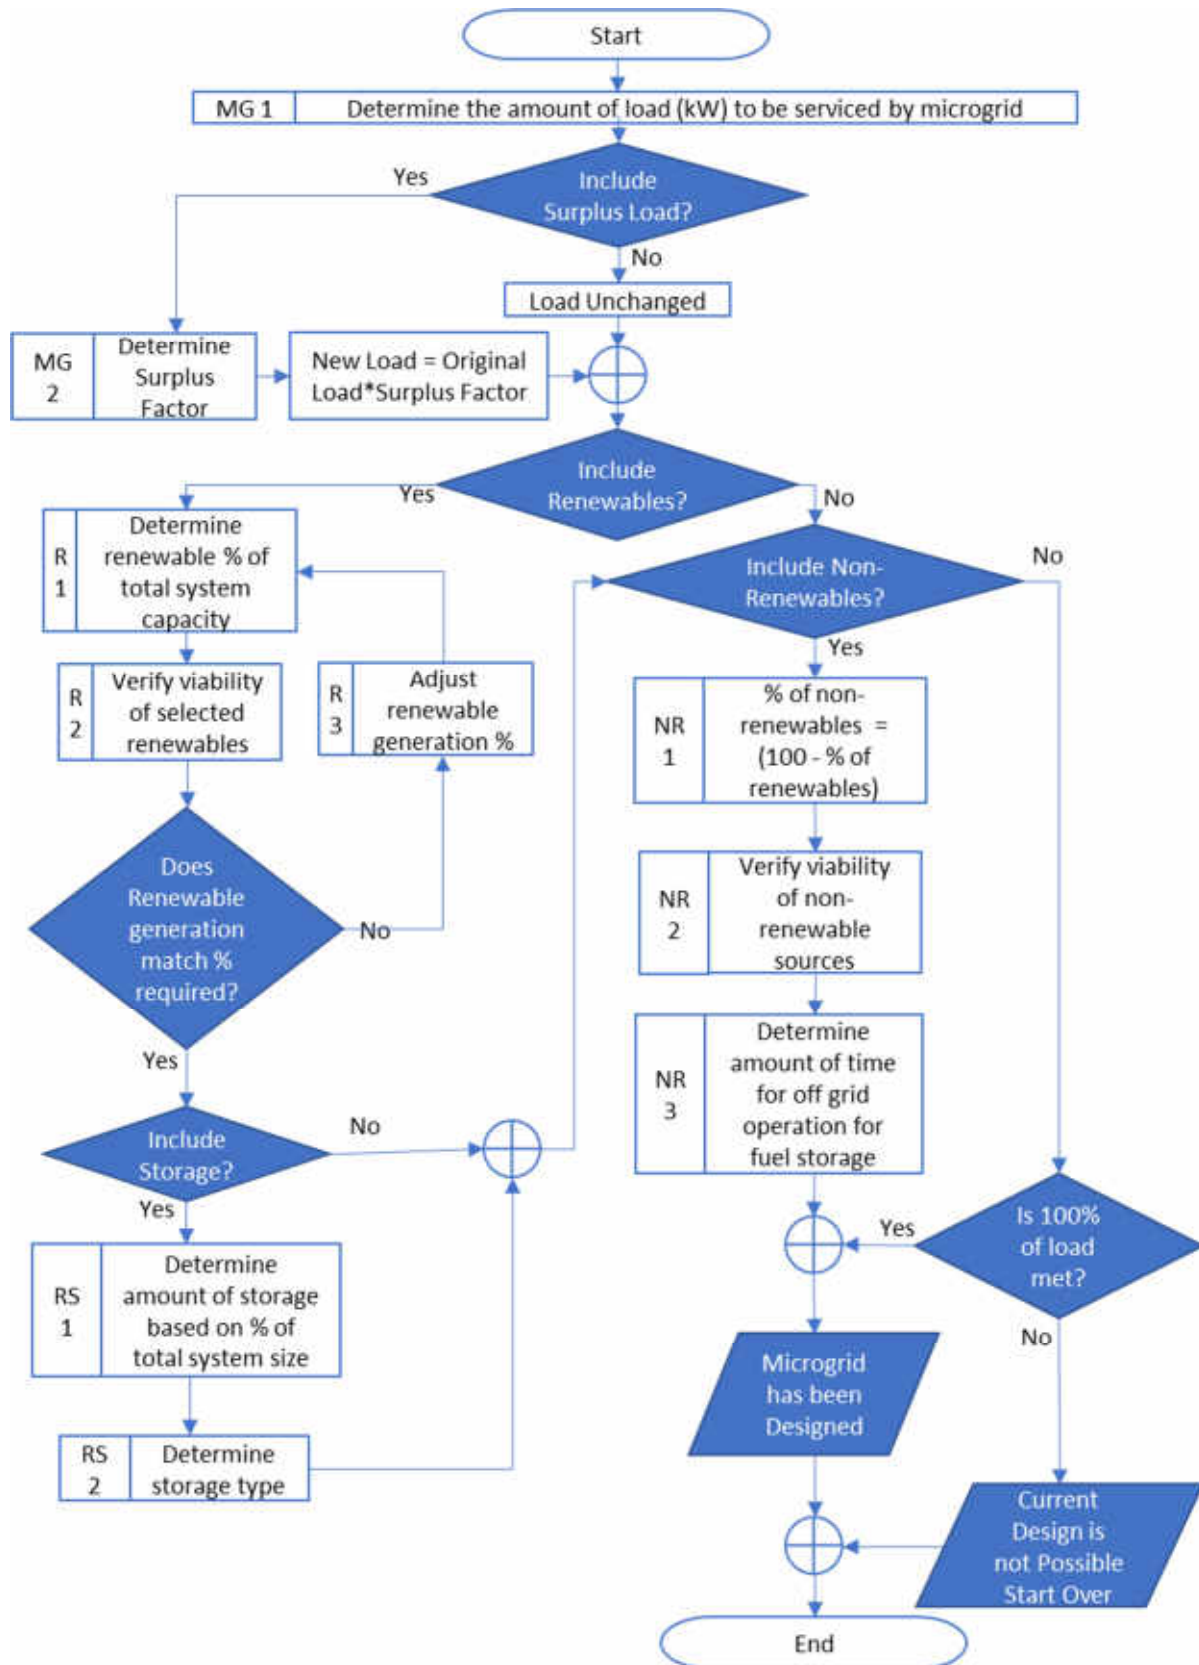 Start
MG 1 Determine the amount of load (kW) to be serviced by microgrid
Yes
Include
Surplus Load?
No
Load Unchanged
MG
2
Determine
Surplus
Factor
New Load = Original
Load*Surplus Factor
Include
Renewables?
Yes
No
R
1
Determine
renewable % of
total system
capacity
Include Non-
Renewables?
No
Yes
R
2
Verify viability
of selected
renewables
R
3
Adjust
renewable
generation %
NR
1
% of non-
renewables =
(100 - % of
renewables)
Does
Renewable
generation
match %
required?
No
Yes
NR
2
Verify viability
of non-
renewable
sources
NR
3
Determine
amount of time
for off grid
operation for
fuel storage
Include
Storage?
No
Yes
RS
1
Determine
amount of storage
based on % of
total system size
RS
2
Determine
storage type
Is 100%
of load
met?
Yes
No
Microgrid
has been
Designed
Current
Design is
not Possible
Start Over
End